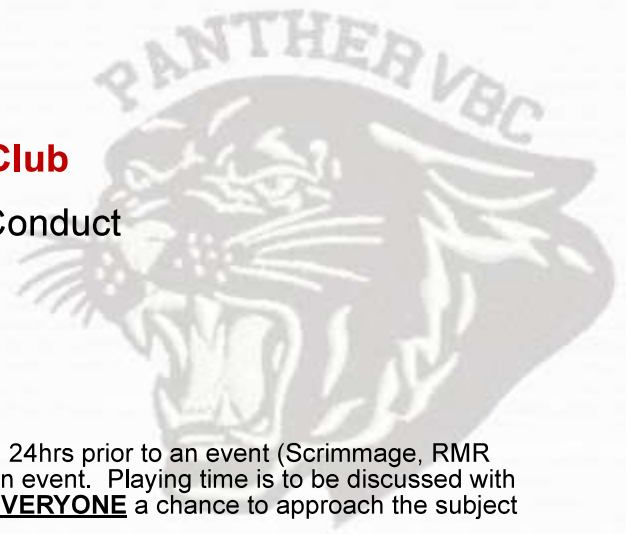 PANTHER VBC
Club
Conduct
24hrs prior to an event (Scrimmage, RMR
n event.  Playing time is to be discussed with
VERYONE a chance to approach the subject